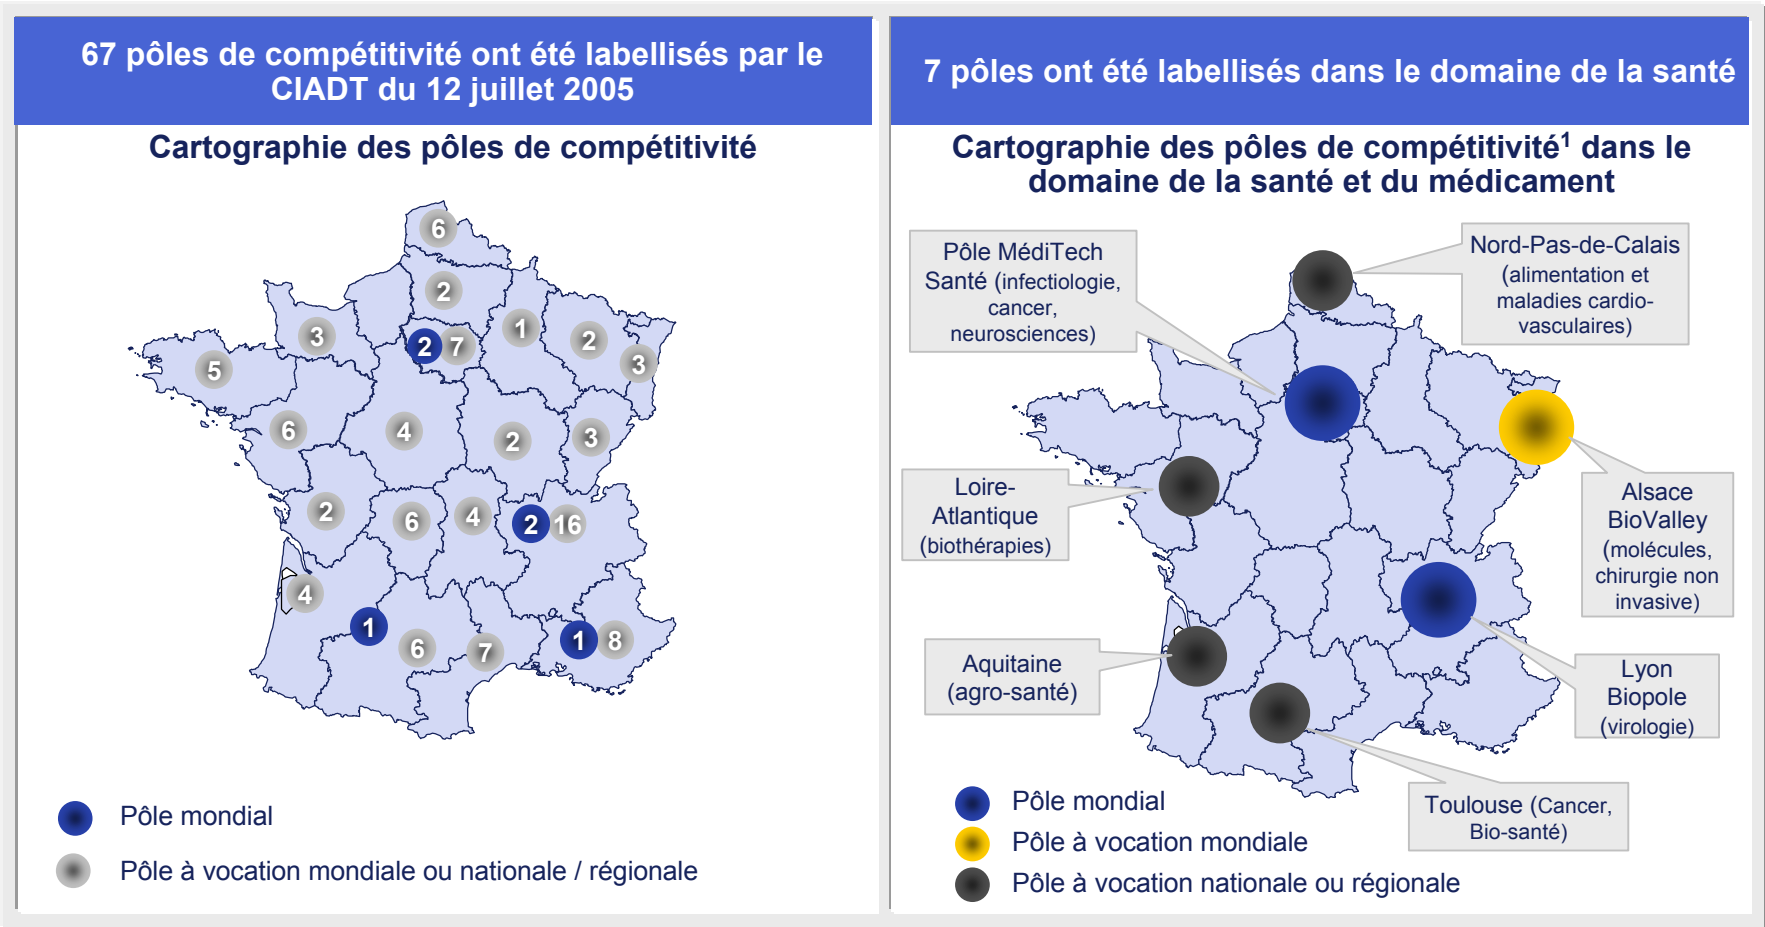 67 pôles de compétitivité ont été labellisés par le
CIADT du 12 juillet 2005
Cartographie des pôles de compétitivité
6
2
3
2
7
1
2
3
5
6
4
2
3
2
6
4
2
16
4
1
6
7
1
8
Pôle mondial
Pôle à vocation mondiale ou nationale / régionale
7 pôles ont été labellisés dans le domaine de la santé
Cartographie des pôles de compétitivité1 dans le
domaine de la santé et du médicament
Pôle MédiTech
Santé (infectiologie,
cancer,
neurosciences)
Nord-Pas-de-Calais
(alimentation et
maladies cardio-
vasculaires)
Loire-
Atlantique
(biothérapies)
Alsace
BioValley
(molécules,
chirurgie non
invasive)
Aquitaine
(agro-santé)
Lyon
Biopole
(virologie)
Toulouse (Cancer,
Bio-santé)
Pôle mondial
Pôle à vocation mondiale
Pôle à vocation nationale ou régionale